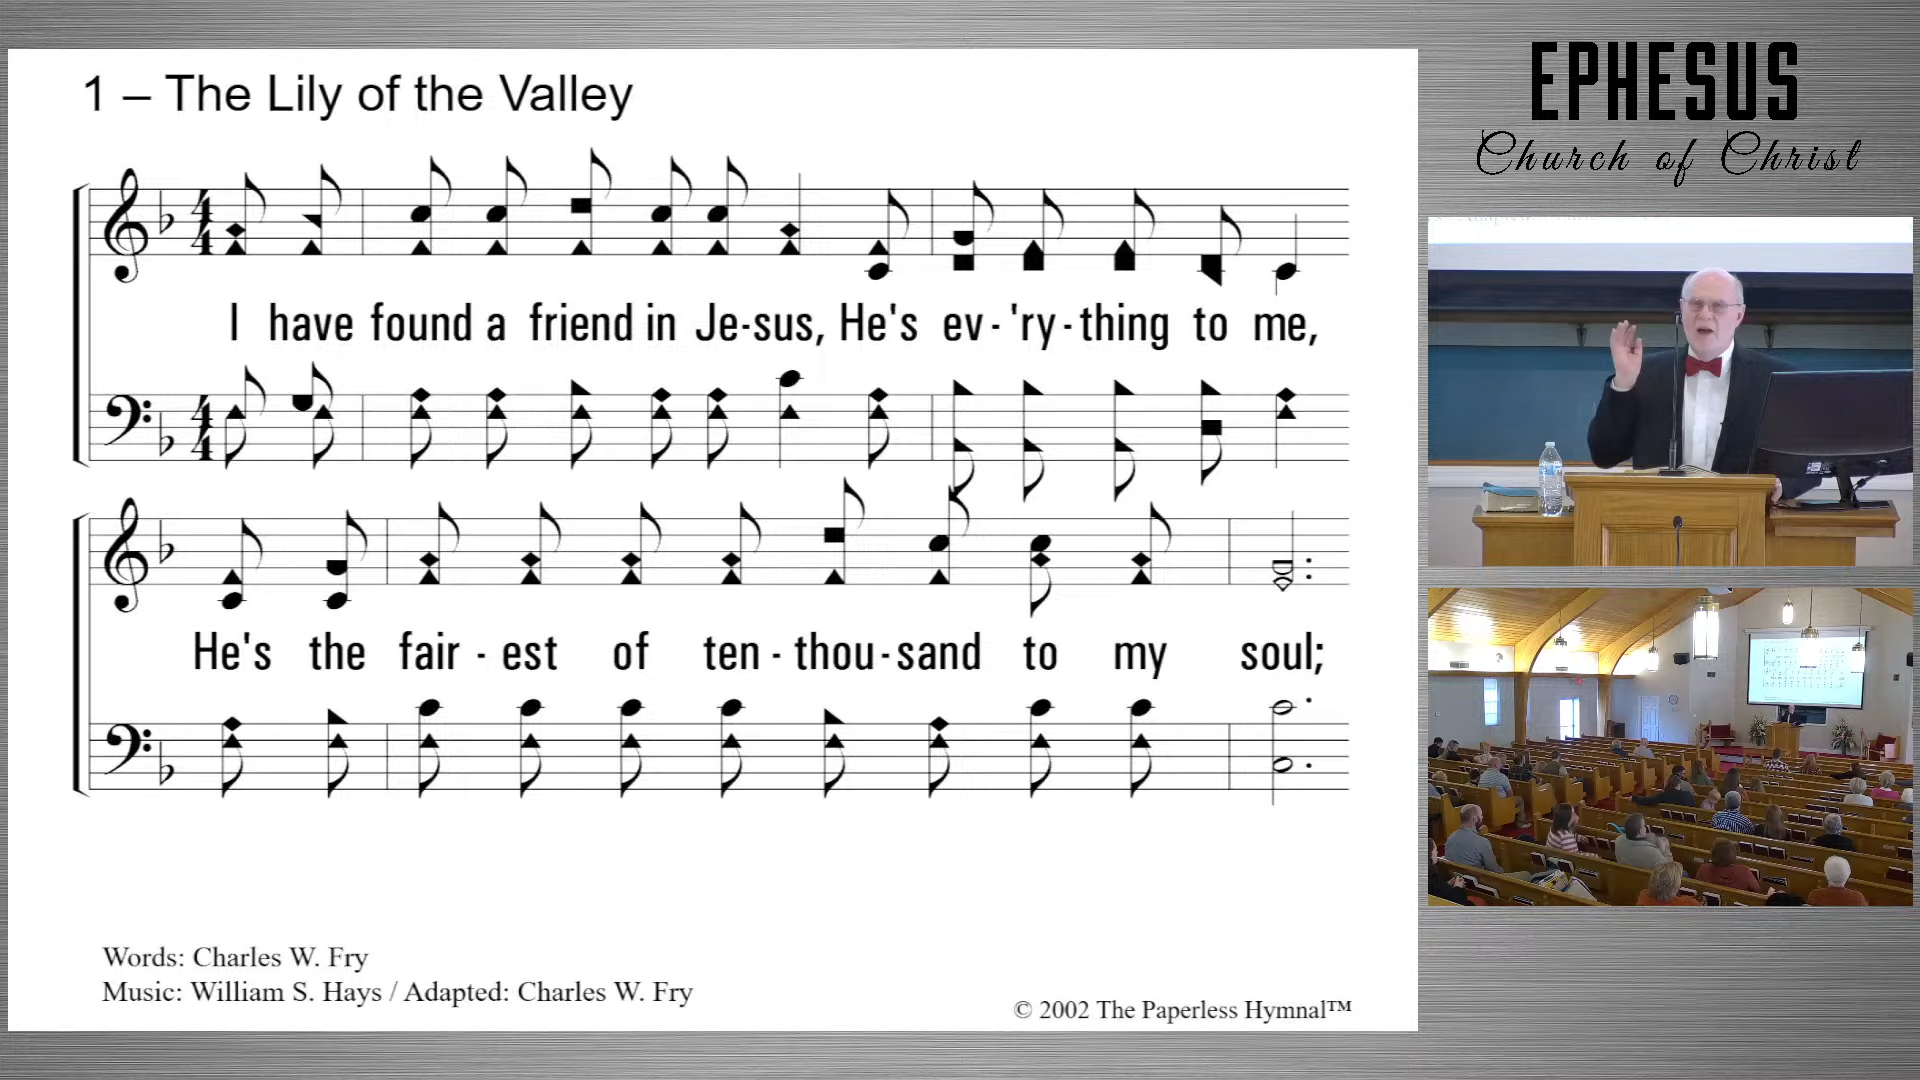 1 – The Lily of the Valley
I have found a friend in Je-sus, He's ev-'ry-thing to me,
He's the fair-est of ten-thou-sand to my soul;
Words: Charles W. Fry
Music: William S. Hays / Adapted: Charles W. Fry
© 2002 The Paperless Hymnal™
EPHESUS
Church of Christ